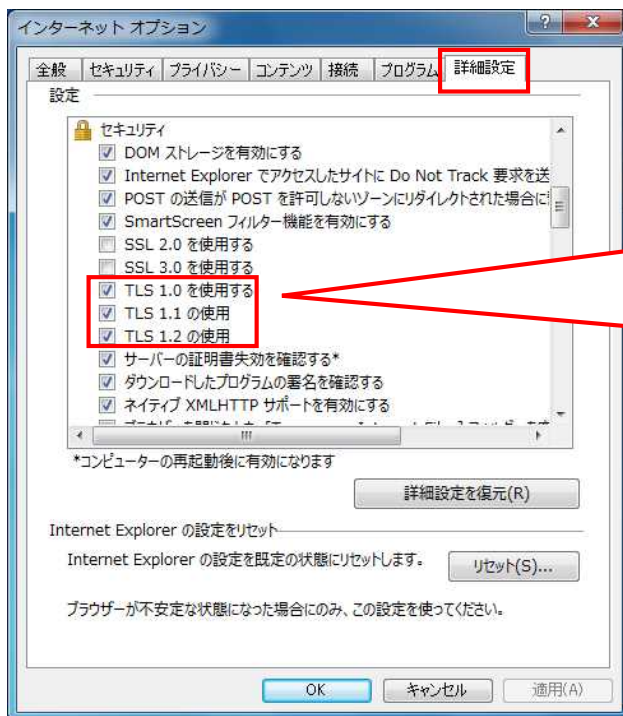 インターネット オプション
全般 セキュリティ プライバシー コンテンツ 接続 プログラム 詳細設定
設定
セキュリティ
DOM ストレージを有効にする
Internet Explorer でアクセスしたサイトに Do Not Track 要求を送
POST の送信が POST を許可しないゾーンにリダイレクトされた場合に
SmartScreen フィルター機能を有効にする
SSL 2.0 を使用する
SSL 3.0 を使用する
TLS 1.0 を使用する
TLS 1.1 の使用
TLS 1.2 の使用
サーバーの証明書失効を確認する*
ダウンロードしたプログラムの署名を確認する
ネイティブ XMLHTTP サポートを有効にする
*コンピューターの再起動後に有効になります
詳細設定を復元(R)
Internet Explorer の設定をリセット
Internet Explorer の設定を既定の状態にリセットします。
リセット(S)...
ブラウザーが不安定な状態になった場合にのみ、この設定を使ってください。
OK キャンセル 適用(A)